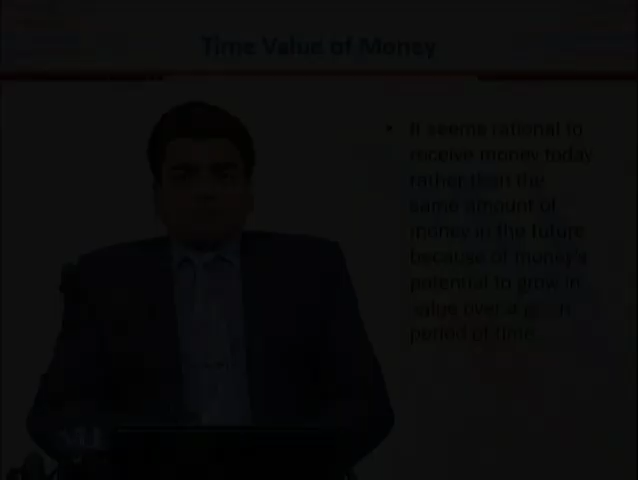 Time Value of Money
• It seems rational to
receive money today
rather than the
same amount of
money in the future
because of money's
potential to grow in
value over a given
period of time.